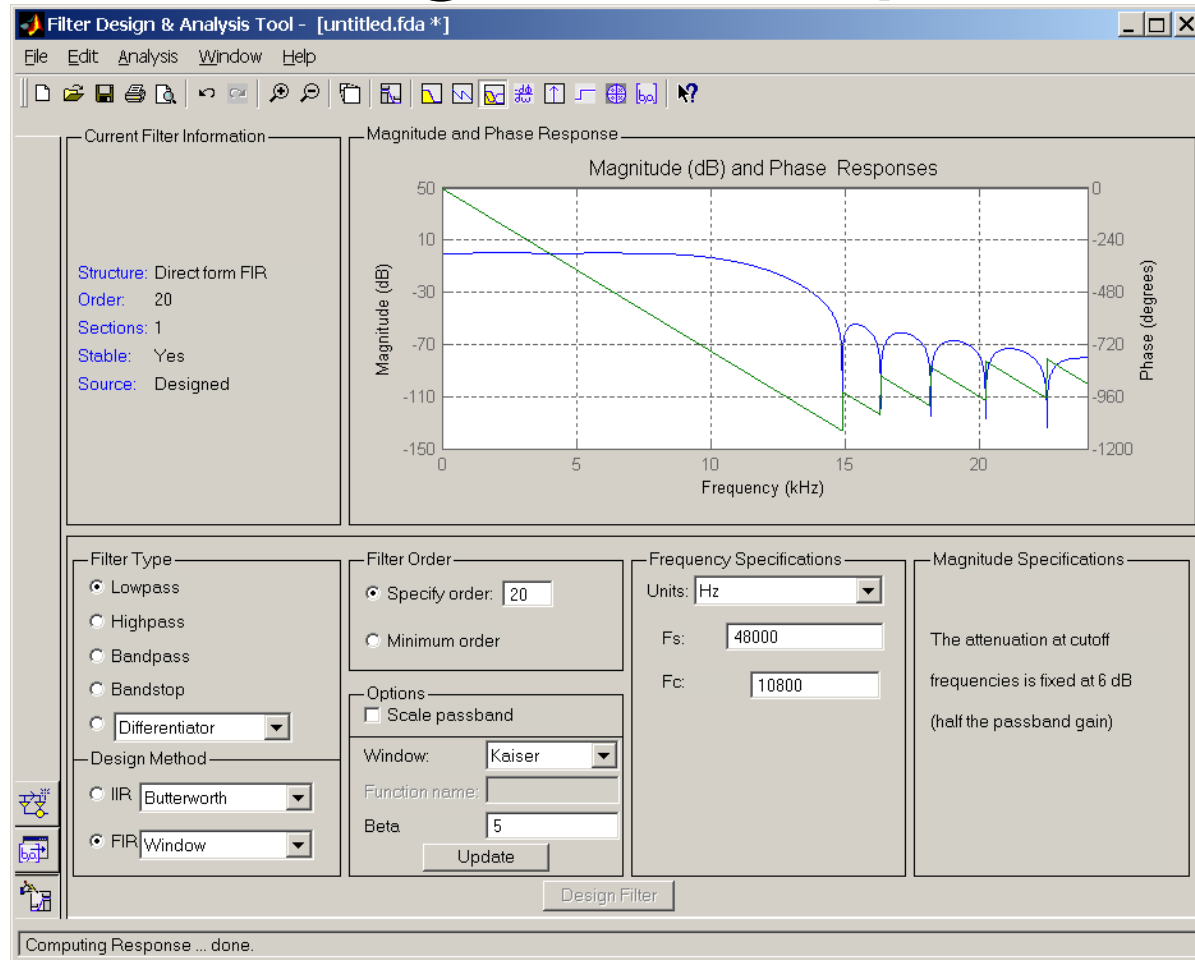 Filter Design & Analysis Tool - [untitled.fda *]
File Edit Analysis Window Help
Current Filter Information
Structure: Direct form FIR
Order: 20
Sections: 1
Stable: Yes
Source: Designed
Magnitude and Phase Response
Magnitude (dB) and Phase Responses
50
10
-30
-70
-110
-150
Magnitude (dB)
0
-240
-480
-720
-960
-1200
Phase (degrees)
0 5 10 15 20
Frequency (kHz)
Filter Type
Lowpass
Highpass
Bandpass
Bandstop
Differentiator
Design Method
IIR Butterworth
FIR Window
Filter Order
Specify order: 20
Minimum order
Options
Scale passband
Window: Kaiser
Function name:
Beta 5
Update
Frequency Specifications
Units: Hz
Fs: 48000
Fc: 10800
Magnitude Specifications
The attenuation at cutoff
frequencies is fixed at 6 dB
(half the passband gain)
Design Filter
Computing Response ... done.